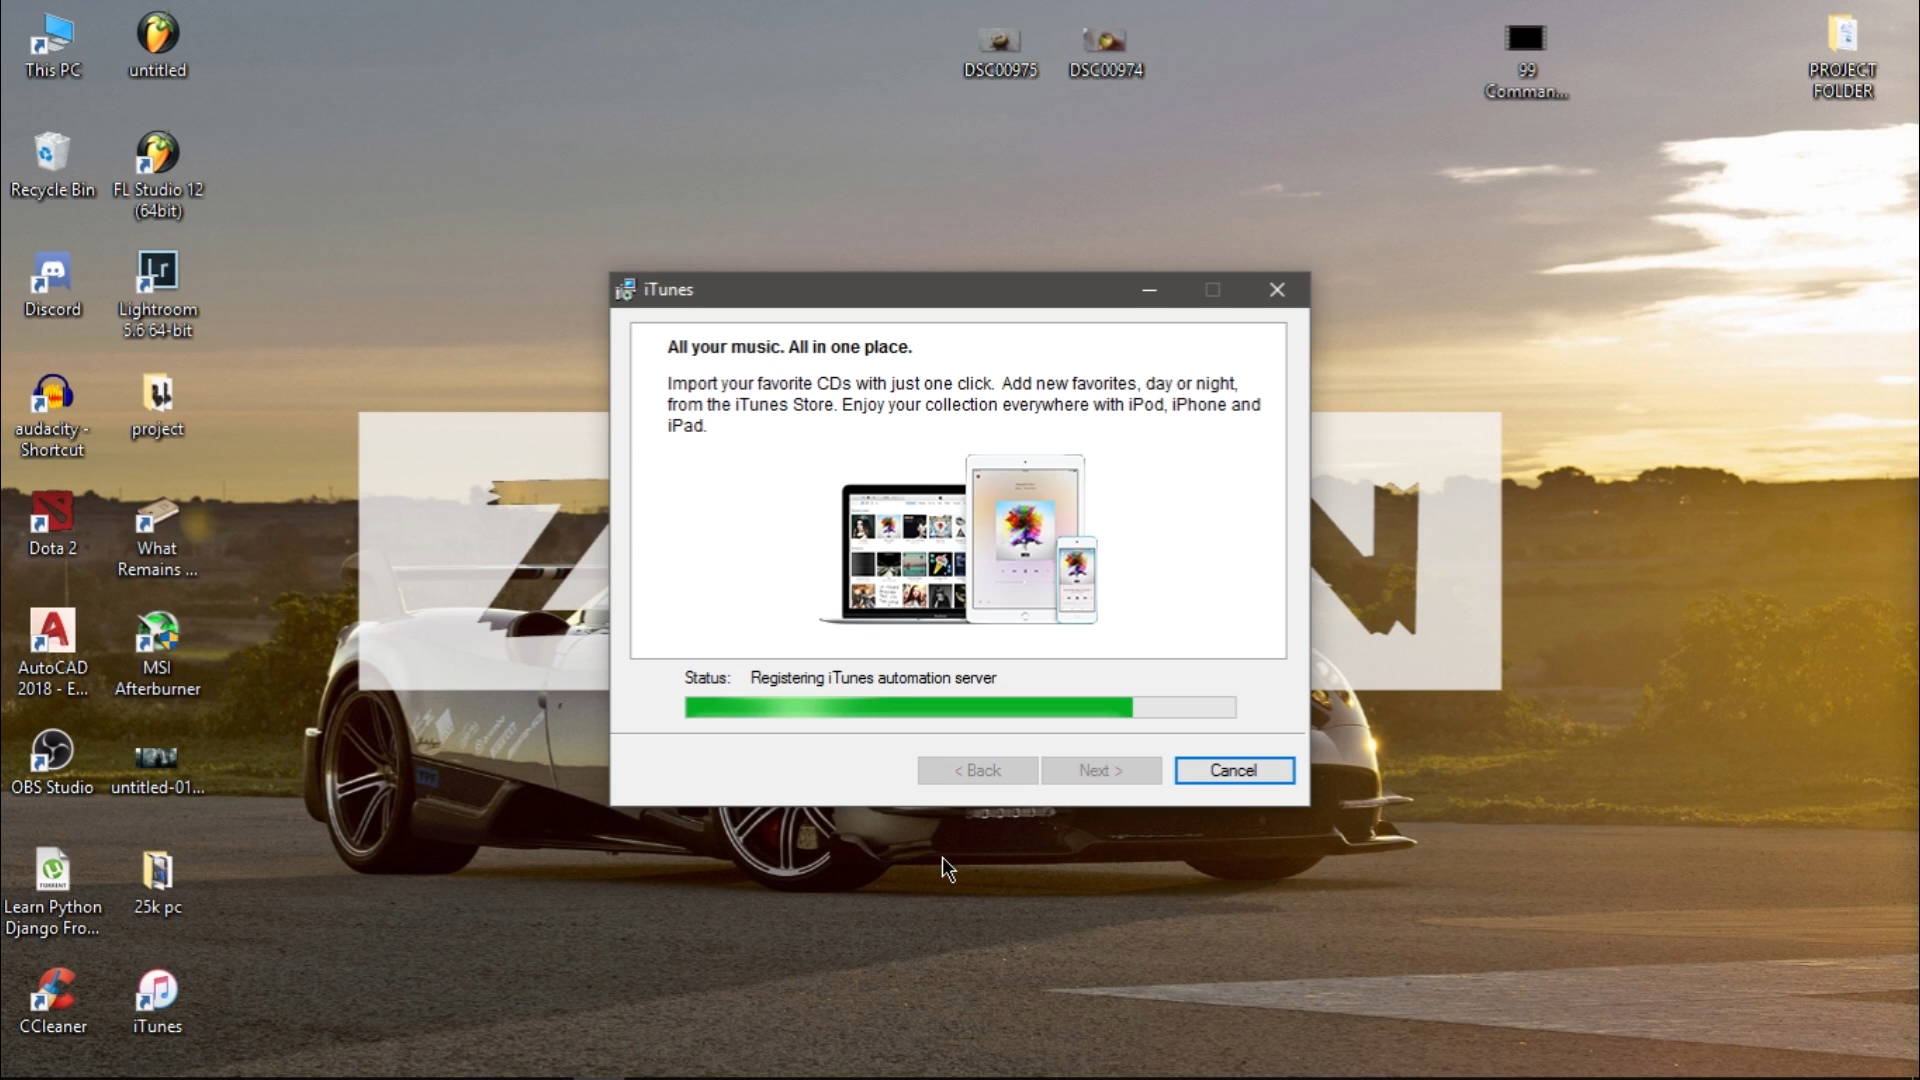 This PC
untitled
DSC00975
DSC00974
99
Comman...
PROJECT
FOLDER
Recycle Bin
FL Studio 12
(64bit)
Discord
Lightroom
5.6 64-bit
audacity -
Shortcut
project
Dota 2
What
Remains ...
AutoCAD
2018 - E...
MSI
Afterburner
OBS Studio
untitled-01...
Learn Python
Django Fro...
25k pc
CCleaner
iTunes
iTunes
All your music. All in one place.
Import your favorite CDs with just one click. Add new favorites, day or night,
from the iTunes Store. Enjoy your collection everywhere with iPod, iPhone and
iPad.
Status: Registering iTunes automation server
< Back
Next >
Cancel
Lr
TORRENT